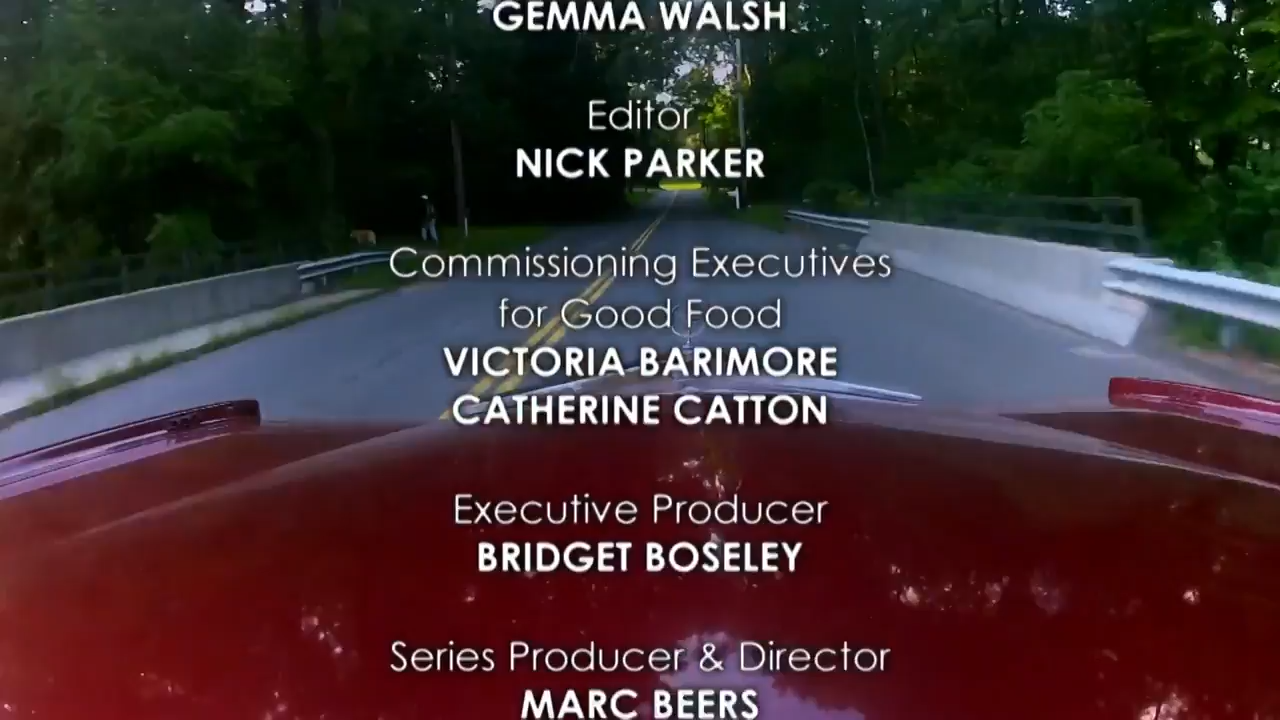 GEMMA WALSH
Editor
NICK PARKER
Commissioning Executives
for Good Food
VICTORIA BARIMORE
CATHERINE CATTON
Executive Producer
BRIDGET BOSELEY
Series Producer & Director
MARC BEERS